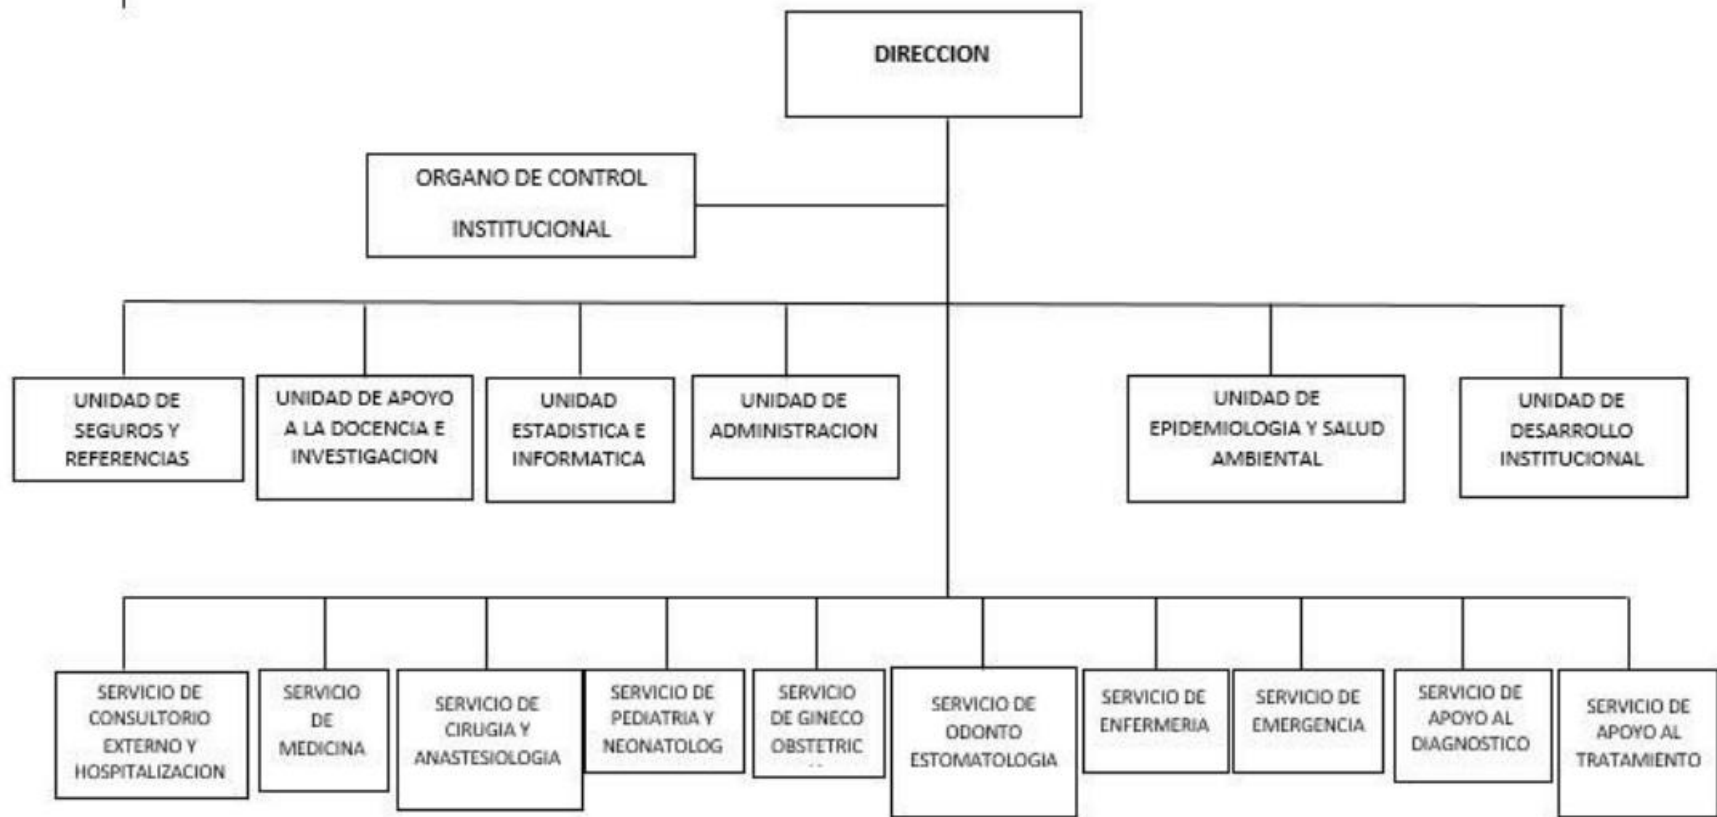 DIRECCION
ORGANO DE CONTROL
INSTITUCIONAL
UNIDAD DE
SEGUROS Y
REFERENCIAS
UNIDAD DE APOYO
A LA DOCENCIA E
INVESTIGACION
UNIDAD
ESTADISTICA E
INFORMATICA
UNIDAD DE
ADMINISTRACION
UNIDAD DE
EPIDEMIOLOGIA Y SALUD
AMBIENTAL
UNIDAD DE
DESARROLLO
INSTITUCIONAL
SERVICIO DE
CONSULTORIO
EXTERNO Y
HOSPITALIZACION
SERVICIO
DE
MEDICINA
SERVICIO DE
CIRUGIA Y
ANASTESIOLOGIA
SERVICIO DE
PEDIATRIA Y
NEONATOLOG
SERVICIO
DE GINECO
OBSTETRIC
SERVICIO DE
ODONTO
ESTOMATOLOGIA
SERVICIO DE
ENFERMERIA
SERVICIO DE
EMERGENCIA
SERVICIO DE
APOYO AL
DIAGNOSTICO
SERVICIO DE
APOYO AL
TRATAMIENTO